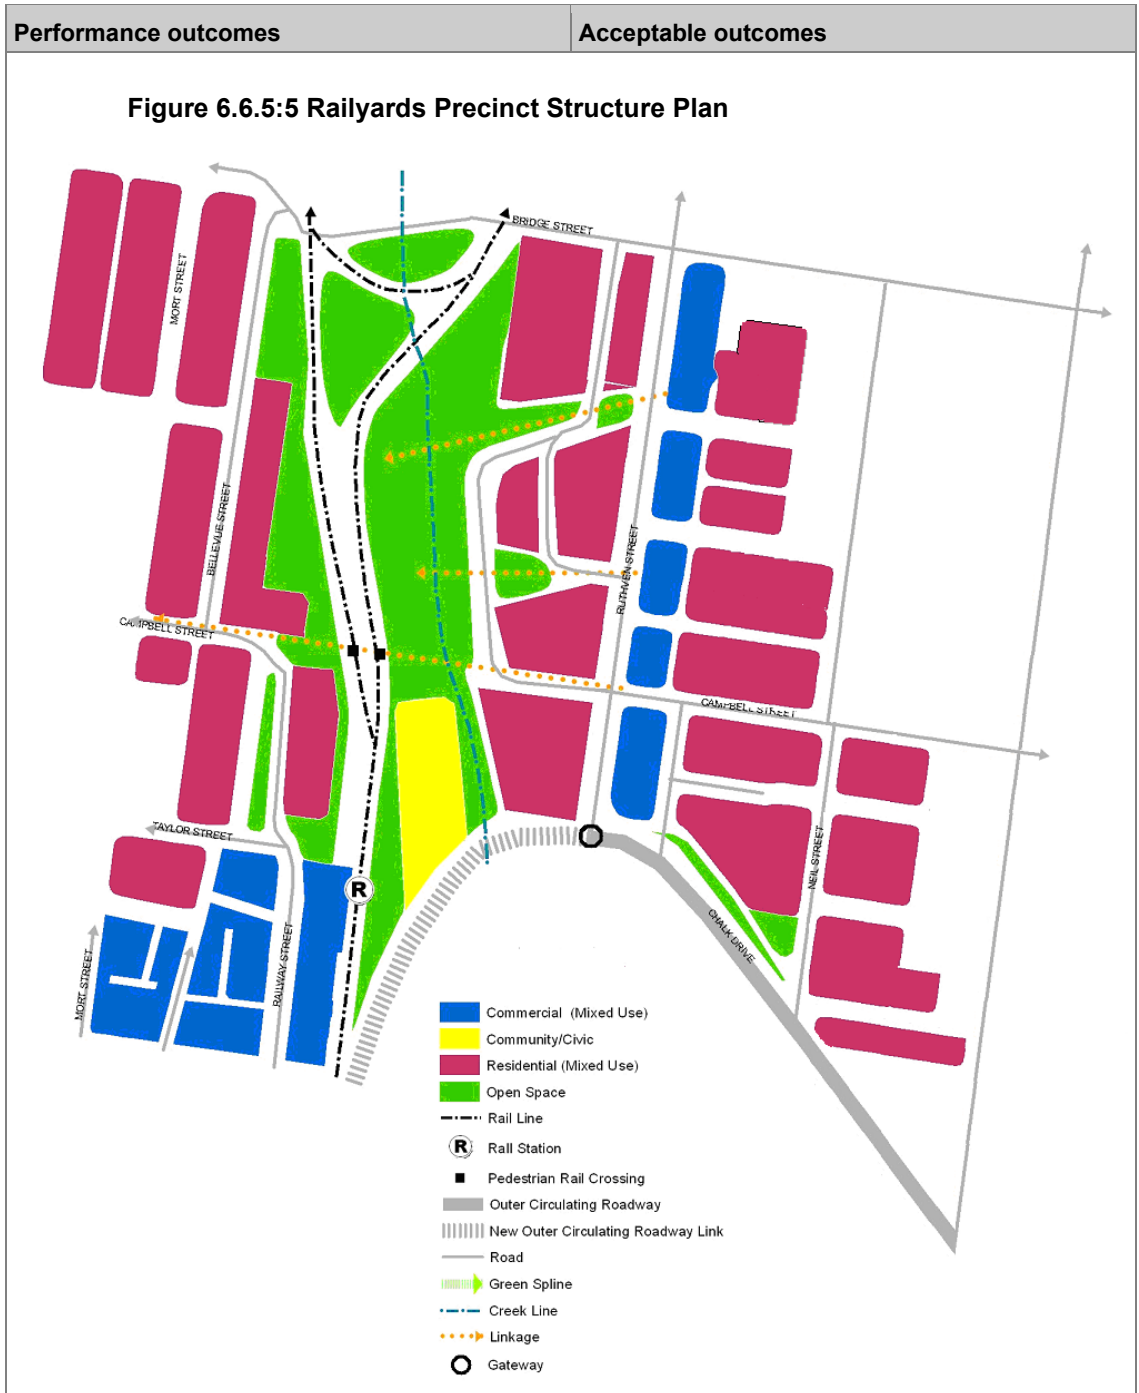 Performance outcomes
Acceptable outcomes
Figure 6.6.5:5 Railyards Precinct Structure Plan
BRIDGE STREET
MORT STREET
BELLEVUE STREET
RUTHVEN STREET
CAMPBELL STREET
CAMPBELL STREET
TAYLOR STREET
NEIL STREET
R
CHALK DRIVE
RAILWAY STREET
MORT STREET
Commercial (Mixed Use)
Community/Civic
Residential (Mixed Use)
Open Space
Rail Line
R
Rail Station
Pedestrian Rail Crossing
Outer Circulating Roadway
New Outer Circulating Roadway Link
Road
Green Spline
Creek Line
Linkage
Gateway